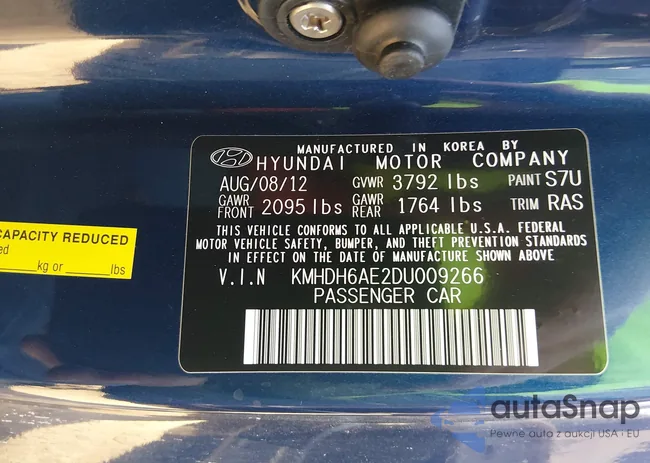 MANUFACTURED IN KOREA BY
HYUNDAI MOTOR COMPANY
AUG/08/12 GVWR 3792 lbs PAINT S7U
GAWR FRONT 2095 lbs GAWR REAR 1764 lbs TRIM RAS
THIS VEHICLE CONFORMS TO ALL APPLICABLE U.S.A. FEDERAL
MOTOR VEHICLE SAFETY, BUMPER, AND THEFT PREVENTION STANDARDS
IN EFFECT ON THE DATE OF MANUFACTURE SHOWN ABOVE.
V.I.N KMHDH6AE2DU009266
PASSENGER CAR
CAPACITY REDUCED
kg or lbs
autaSnap
Pewne auta z aukcji USA · EU